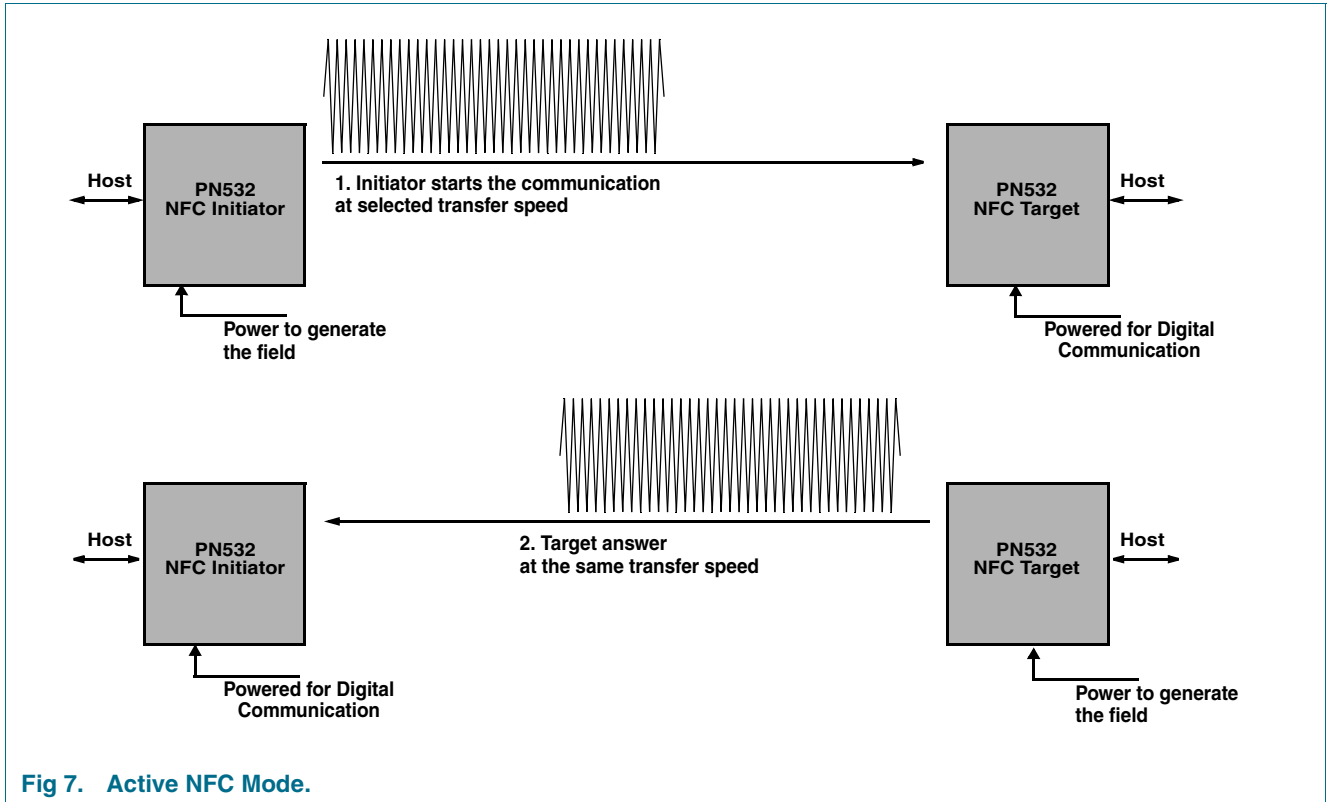 Host
PN532
NFC Initiator
1. Initiator starts the communication
at selected transfer speed
PN532
NFC Target
Host
Power to generate
the field
Powered for Digital
Communication
Host
PN532
NFC Initiator
2. Target answer
at the same transfer speed
PN532
NFC Target
Host
Powered for Digital
Communication
Power to generate
the field
Fig 7. Active NFC Mode.